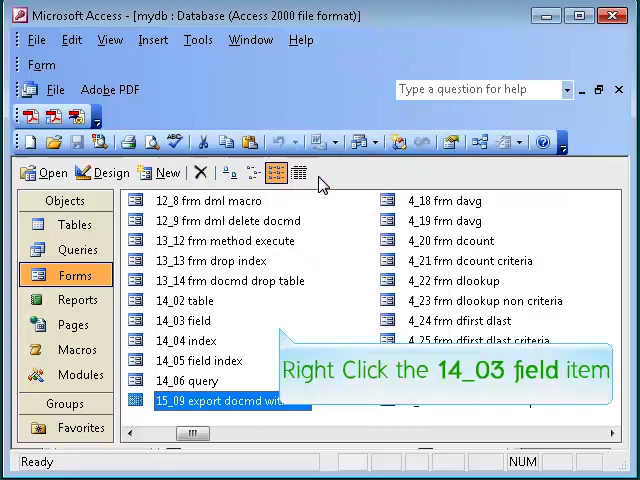 Microsoft Access - [mydb : Database (Access 2000 file format)]
File Edit View Insert Tools Window Help
Form
File Adobe PDF Type a question for help
Open Design New
Objects
Tables
Queries
Forms
Reports
Pages
Macros
Modules
Groups
Favorites
12_8 frm dml macro
12_9 frm dml delete docmd
13_12 frm method execute
13_13 frm drop index
13_14 frm docmd drop table
14_02 table
14_03 field
14_04 index
14_05 field index
14_06 query
15_09 export docmd wit
4_18 frm davg
4_19 frm davg
4_20 frm dcount
4_21 frm dcount criteria
4_22 frm dlookup
4_23 frm dlookup non criteria
4_24 frm dfirst dlast
4_25 frm dfirst dlast criteria
Right Click the 14_03 field item
Ready NUM